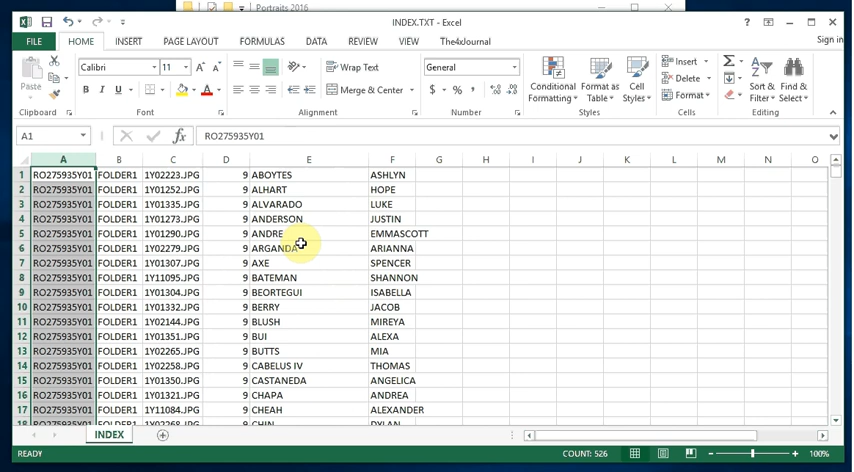 Portraits 2016
INDEX.TXT - Excel
Sign in
FILE HOME INSERT PAGE LAYOUT FORMULAS DATA REVIEW VIEW The4xJournal
Calibri 11 Wrap Text General Insert
Paste B I U Merge & Center $ % Conditional Formatting Format as Table Cell Styles Delete Format Sort & Filter Find & Select
Clipboard Font Alignment Number Styles Cells Editing
A1 RO275935Y01
A B C D E F G H I J K L M N O
1 RO275935Y01 FOLDER1 1Y02223.JPG 9 ABOYTES ASHLYN
2 RO275935Y01 FOLDER1 1Y01252.JPG 9 ALHART HOPE
3 RO275935Y01 FOLDER1 1Y01335.JPG 9 ALVARADO LUKE
4 RO275935Y01 FOLDER1 1Y01273.JPG 9 ANDERSON JUSTIN
5 RO275935Y01 FOLDER1 1Y01290.JPG 9 ANDRE EMMASCOTT
6 RO275935Y01 FOLDER1 1Y02279.JPG 9 ARGANDA ARIANNA
7 RO275935Y01 FOLDER1 1Y01307.JPG 9 AXE SPENCER
8 RO275935Y01 FOLDER1 1Y11095.JPG 9 BATEMAN SHANNON
9 RO275935Y01 FOLDER1 1Y01304.JPG 9 BEORTEGUI ISABELLA
10 RO275935Y01 FOLDER1 1Y01332.JPG 9 BERRY JACOB
11 RO275935Y01 FOLDER1 1Y02144.JPG 9 BLUSH MIREYA
12 RO275935Y01 FOLDER1 1Y01351.JPG 9 BUI ALEXA
13 RO275935Y01 FOLDER1 1Y02265.JPG 9 BUTTS MIA
14 RO275935Y01 FOLDER1 1Y02258.JPG 9 CABELUS IV THOMAS
15 RO275935Y01 FOLDER1 1Y01350.JPG 9 CASTANEDA ANGELICA
16 RO275935Y01 FOLDER1 1Y01321.JPG 9 CHAPA ANDREA
17 RO275935Y01 FOLDER1 1Y11084.JPG 9 CHEAH ALEXANDER
18 RO275935Y01 FOLDER1 1Y02268.JPG 9 CHIN DYLAN
INDEX
READY COUNT: 526 100%